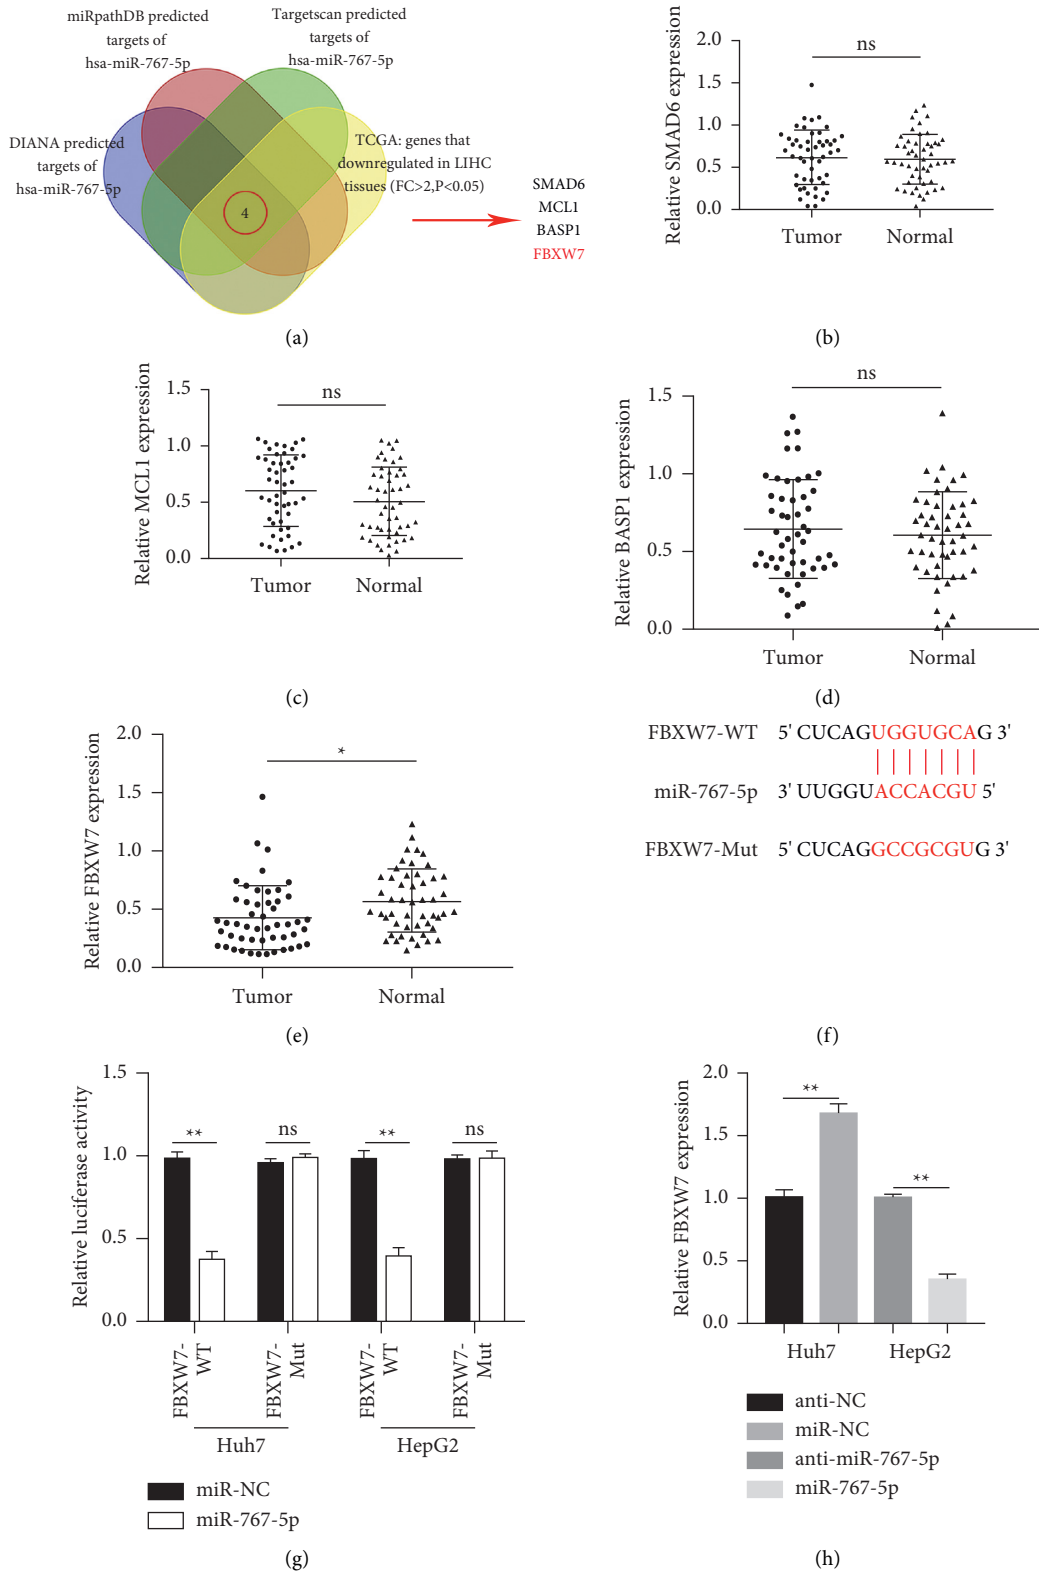 miRpathDB predicted
targets of
hsa-miR-767-5p
Targetscan predicted
targets of
hsa-miR-767-5p
DIANA predicted
targets of
hsa-miR-767-5p
TCGA: genes that
downregulated in LIHC
tissues (FC>2,P<0.05)
4
SMAD6
MCL1
BASP1
FBXW7
(a)
Relative SMAD6 expression
2.0
1.5
1.0
0.5
0.0
ns
Tumor
Normal
(b)
Relative MCL1 expression
1.5
1.0
0.5
0.0
ns
Tumor
Normal
(c)
Relative BASP1 expression
1.5
1.0
0.5
0.0
ns
Tumor
Normal
(d)
Relative FBXW7 expression
2.0
1.5
1.0
0.5
0.0
*
Tumor
Normal
(e)
FBXW7-WT 5' CUCAGUGGUGCAG 3'
miR-767-5p 3' UUGGUACCACGU 5'
FBXW7-Mut 5' CUCAGGCCGCGUG 3'
(f)
Relative luciferase activity
1.5
1.0
0.5
0.0
**
ns
**
ns
FBXW7-WT
FBXW7-Mut
FBXW7-WT
FBXW7-Mut
Huh7
HepG2
miR-NC
miR-767-5p
(g)
Relative FBXW7 expression
2.0
1.5
1.0
0.5
0.0
**
**
Huh7
HepG2
anti-NC
miR-NC
anti-miR-767-5p
miR-767-5p
(h)